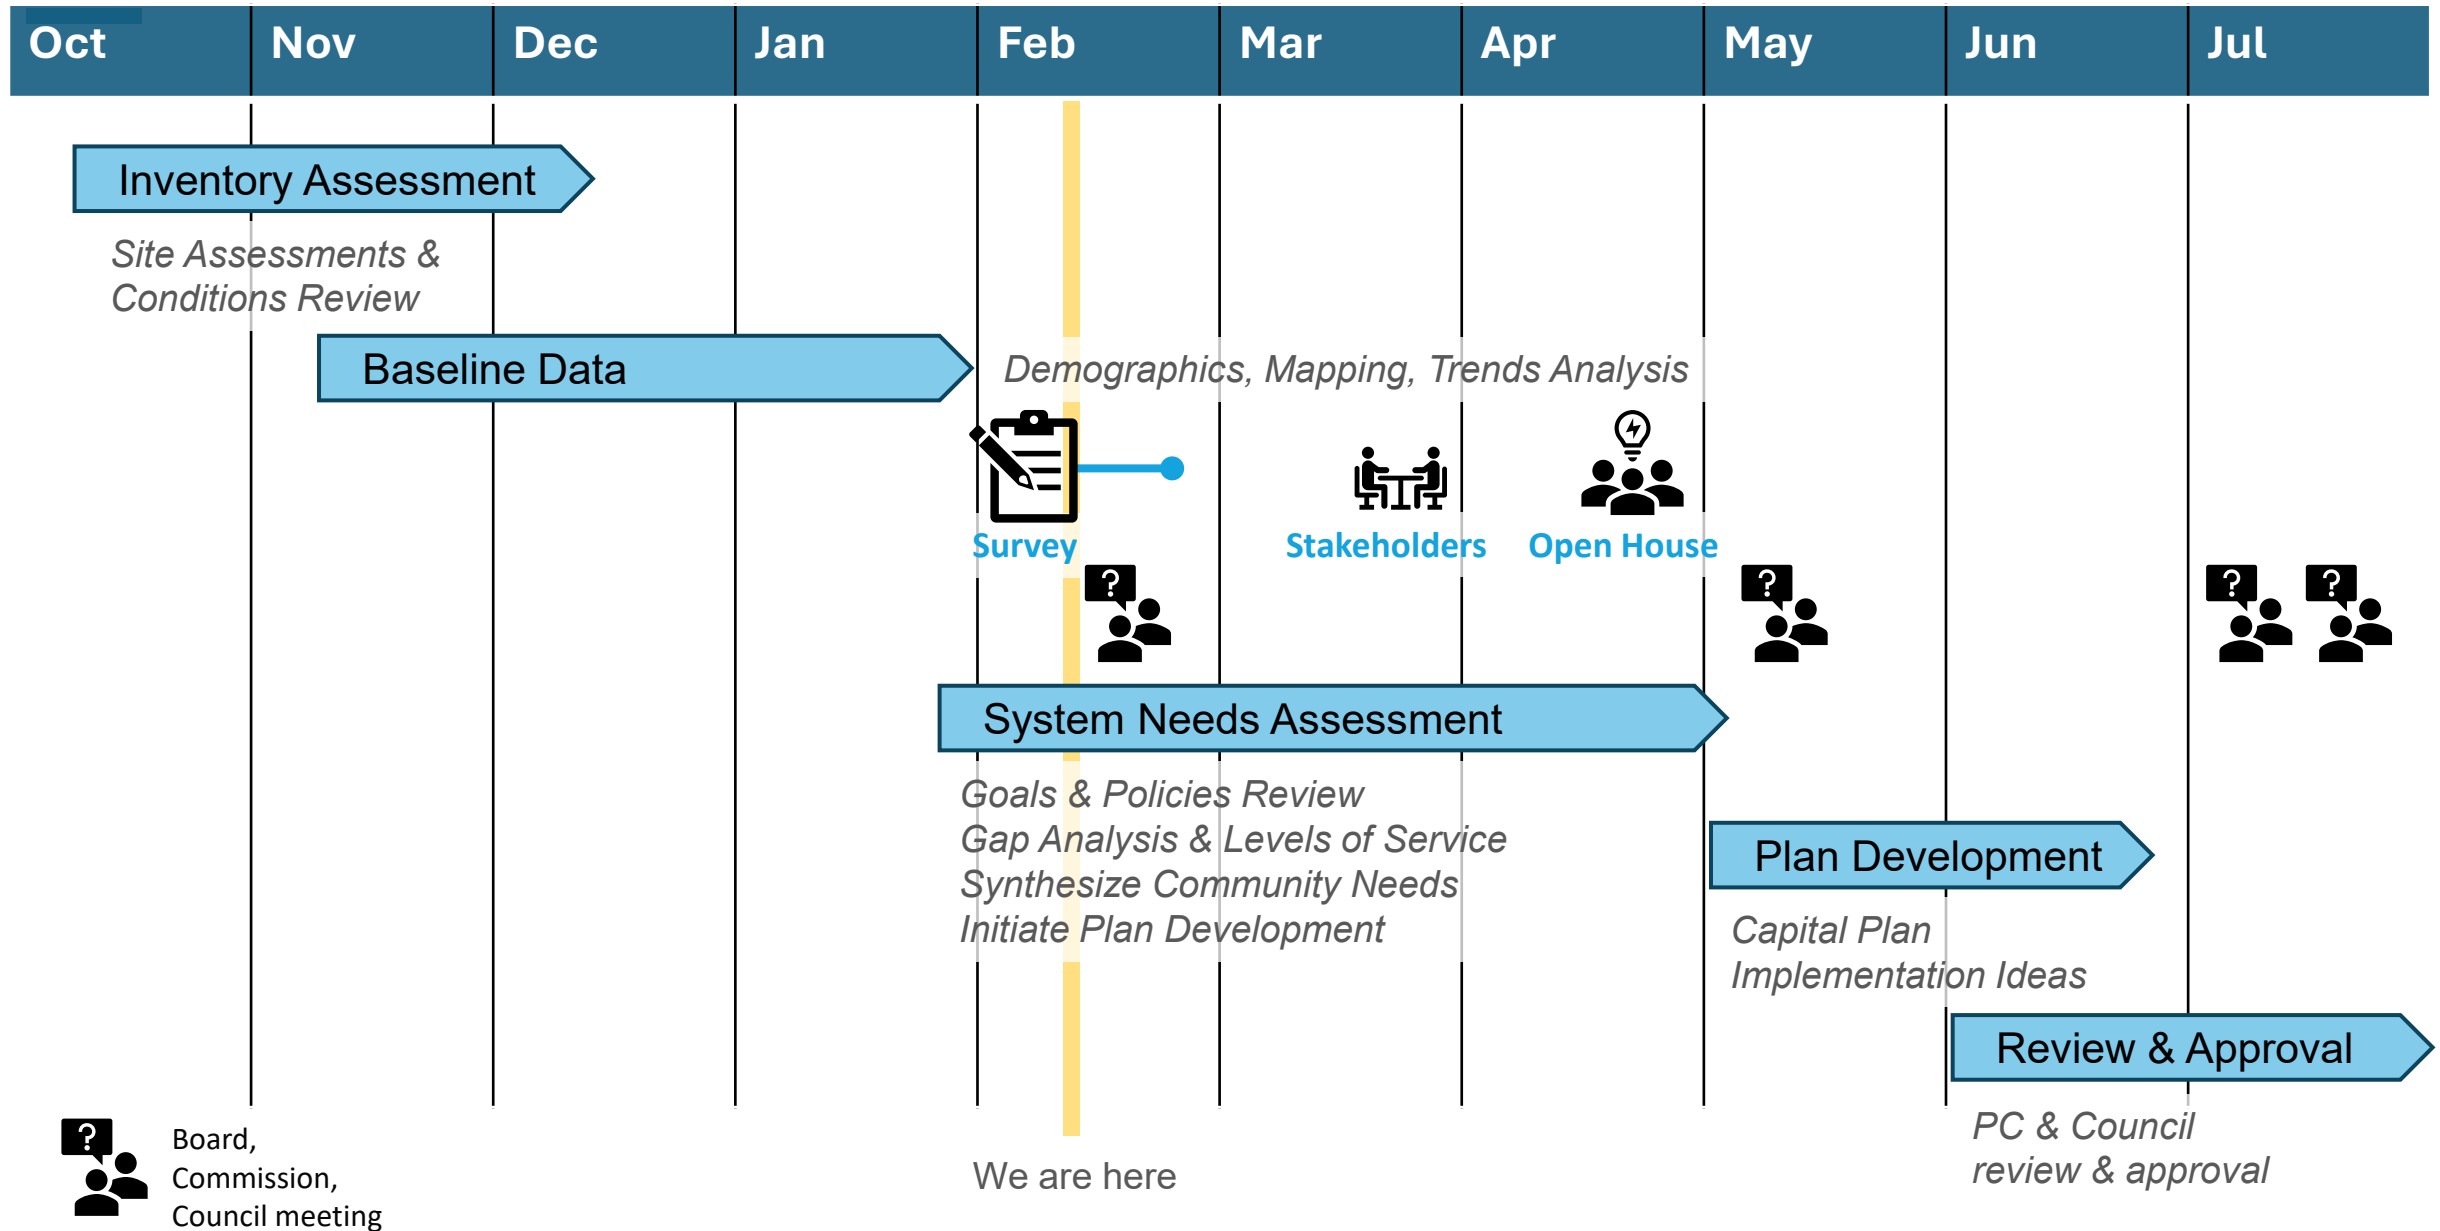 Oct Nov Dec Jan Feb Mar Apr May Jun Jul
Inventory Assessment
Site Assessments &
Conditions Review
Baseline Data
Demographics, Mapping, Trends Analysis
Survey
Stakeholders
Open House
?
?
?
?
System Needs Assessment
Goals & Policies Review
Gap Analysis & Levels of Service
Synthesize Community Needs
Initiate Plan Development
Plan Development
Capital Plan
Implementation Ideas
Review & Approval
PC & Council
review & approval
We are here
?
Board,
Commission,
Council meeting